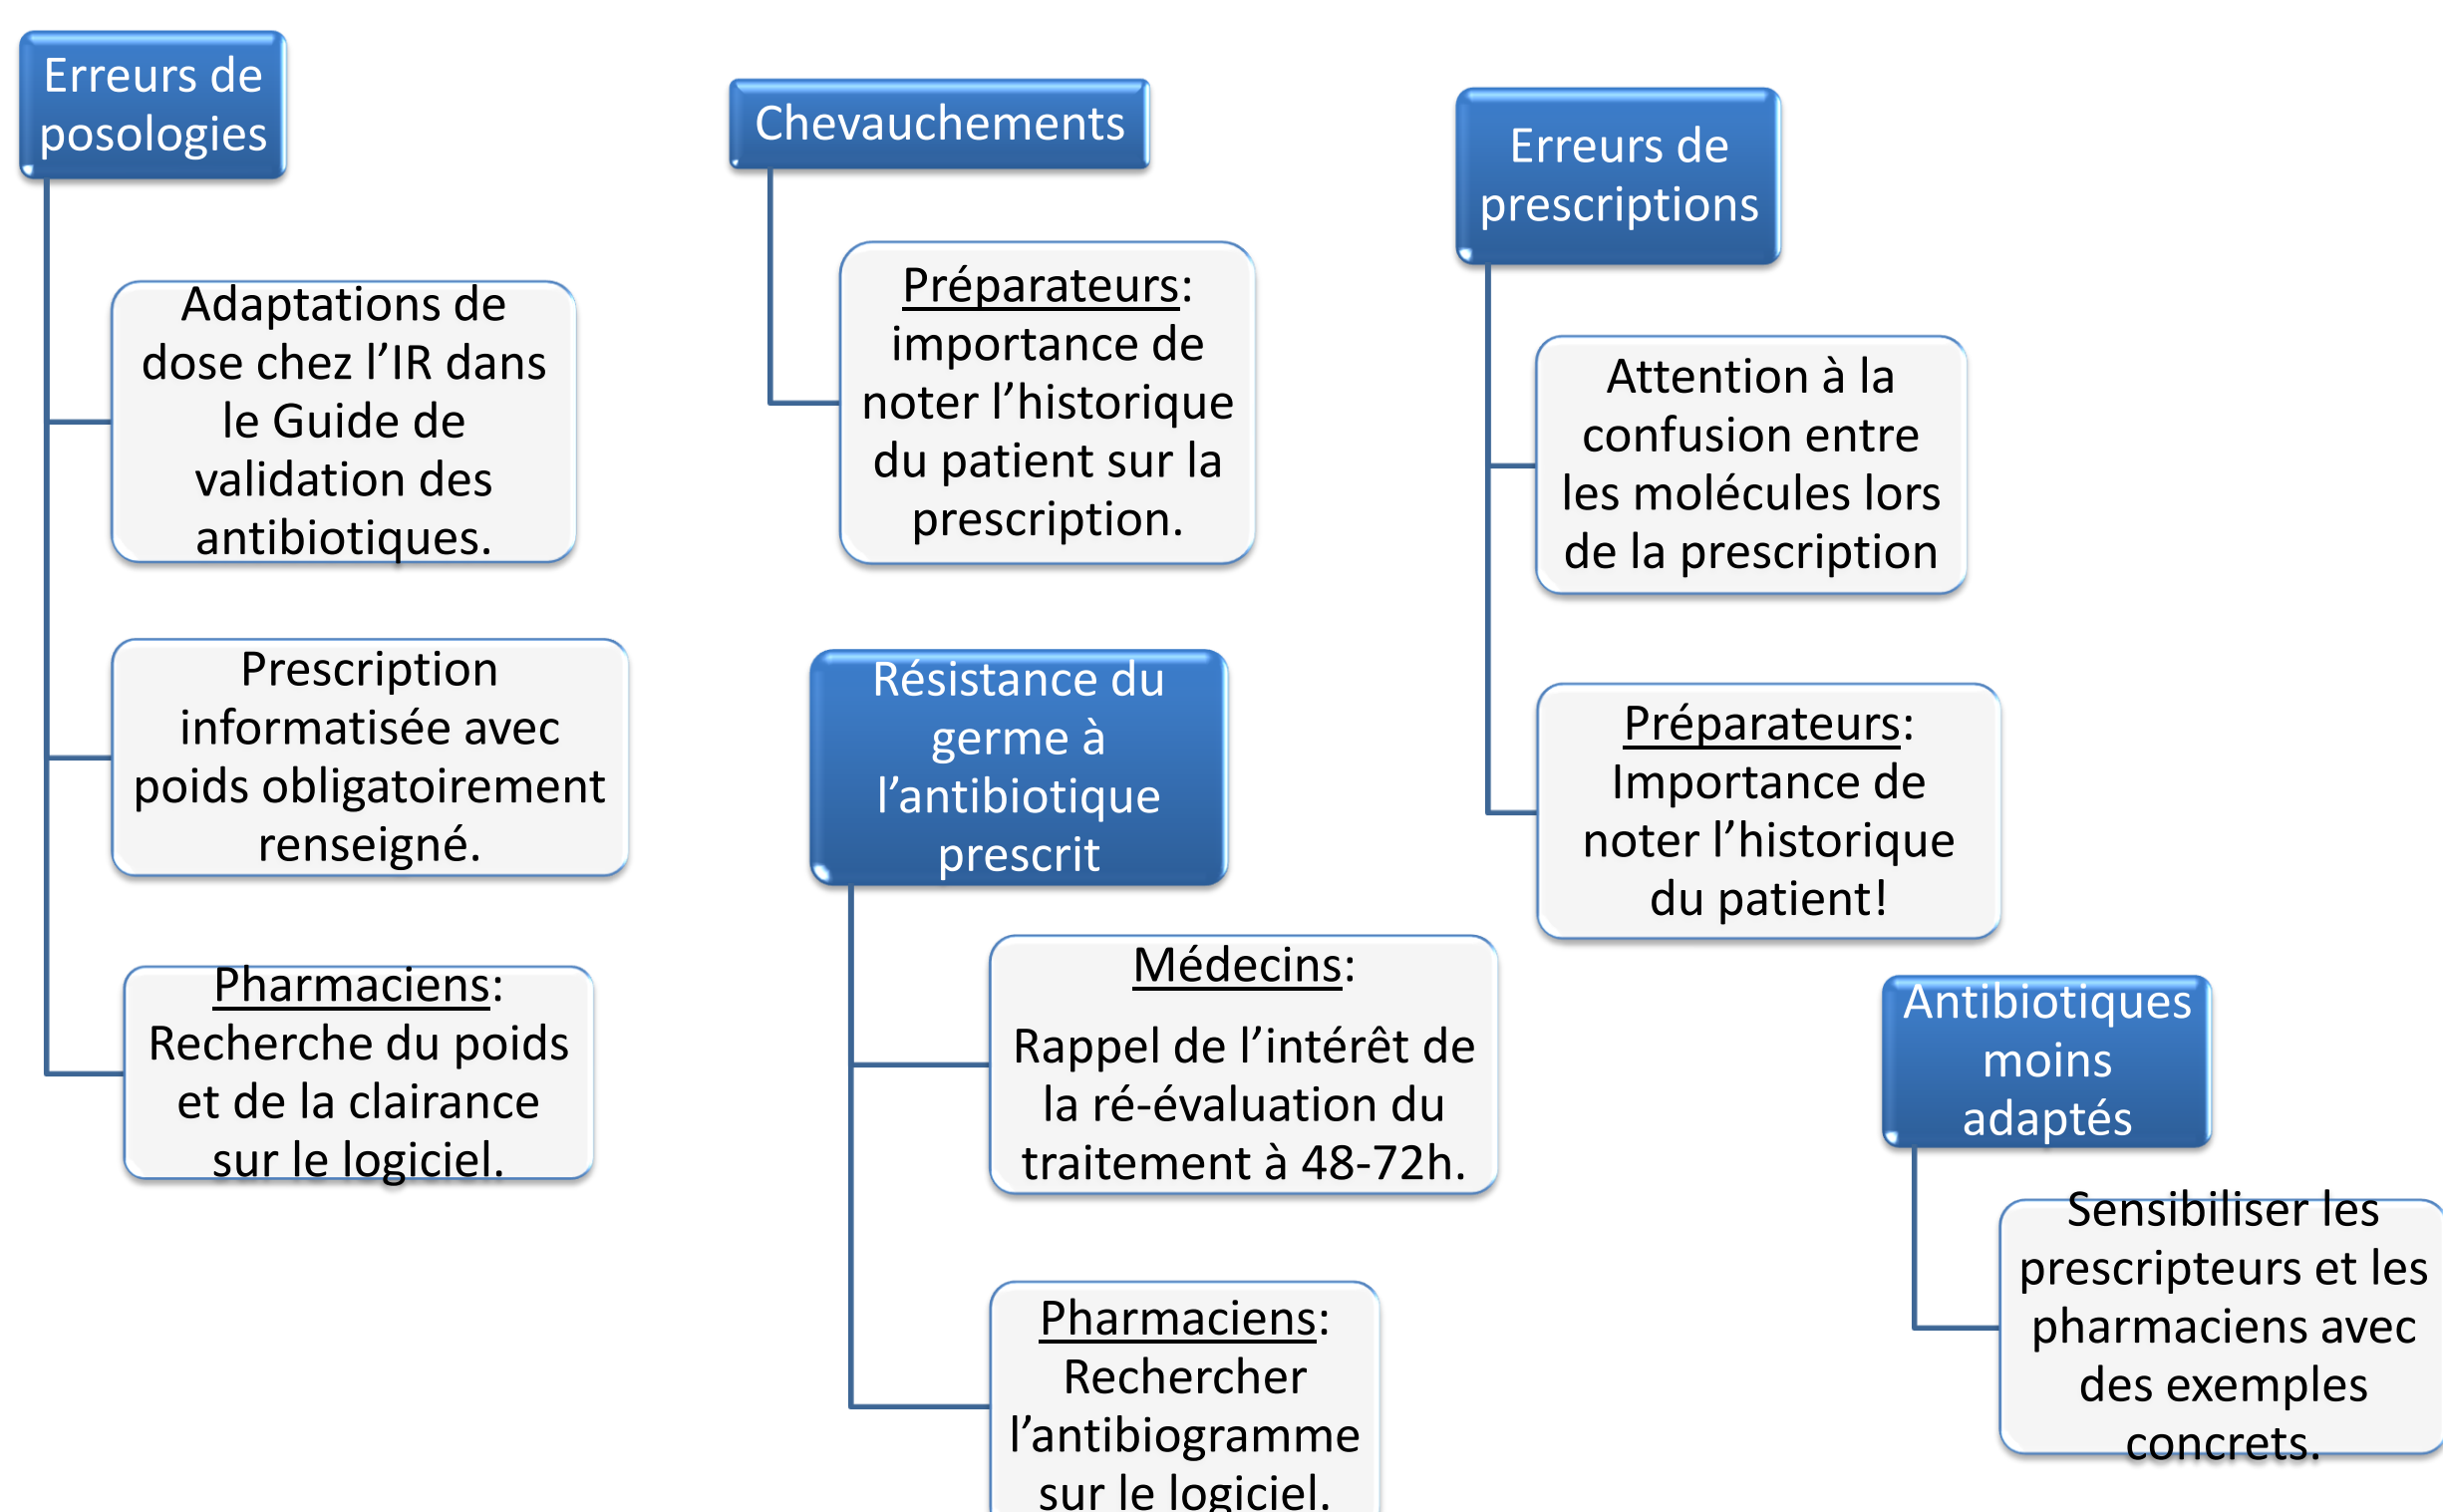 Erreurs de
posologies
Adaptations de
dose chez l’IR dans
le Guide de
validation des
antibiotiques.
Prescription
informatisée avec
poids obligatoirement
renseigné.
Pharmaciens:
Recherche du poids
et de la clairance
sur le logiciel.
Chevauchements
Préparateurs:
importance de
noter l’historique
du patient sur la
prescription.
Résistance du
germe à
l’antibiotique
prescrit
Médecins:
Rappel de l’intérêt de
la ré-évaluation du
traitement à 48-72h.
Pharmaciens:
Rechercher
l’antibiogramme
sur le logiciel.
Erreurs de
prescriptions
Attention à la
confusion entre
les molécules lors
de la prescription
Préparateurs:
Importance de
noter l’historique
du patient!
Antibiotiques
moins
adaptés
Sensibiliser les
prescripteurs et les
pharmaciens avec
des exemples
concrets.